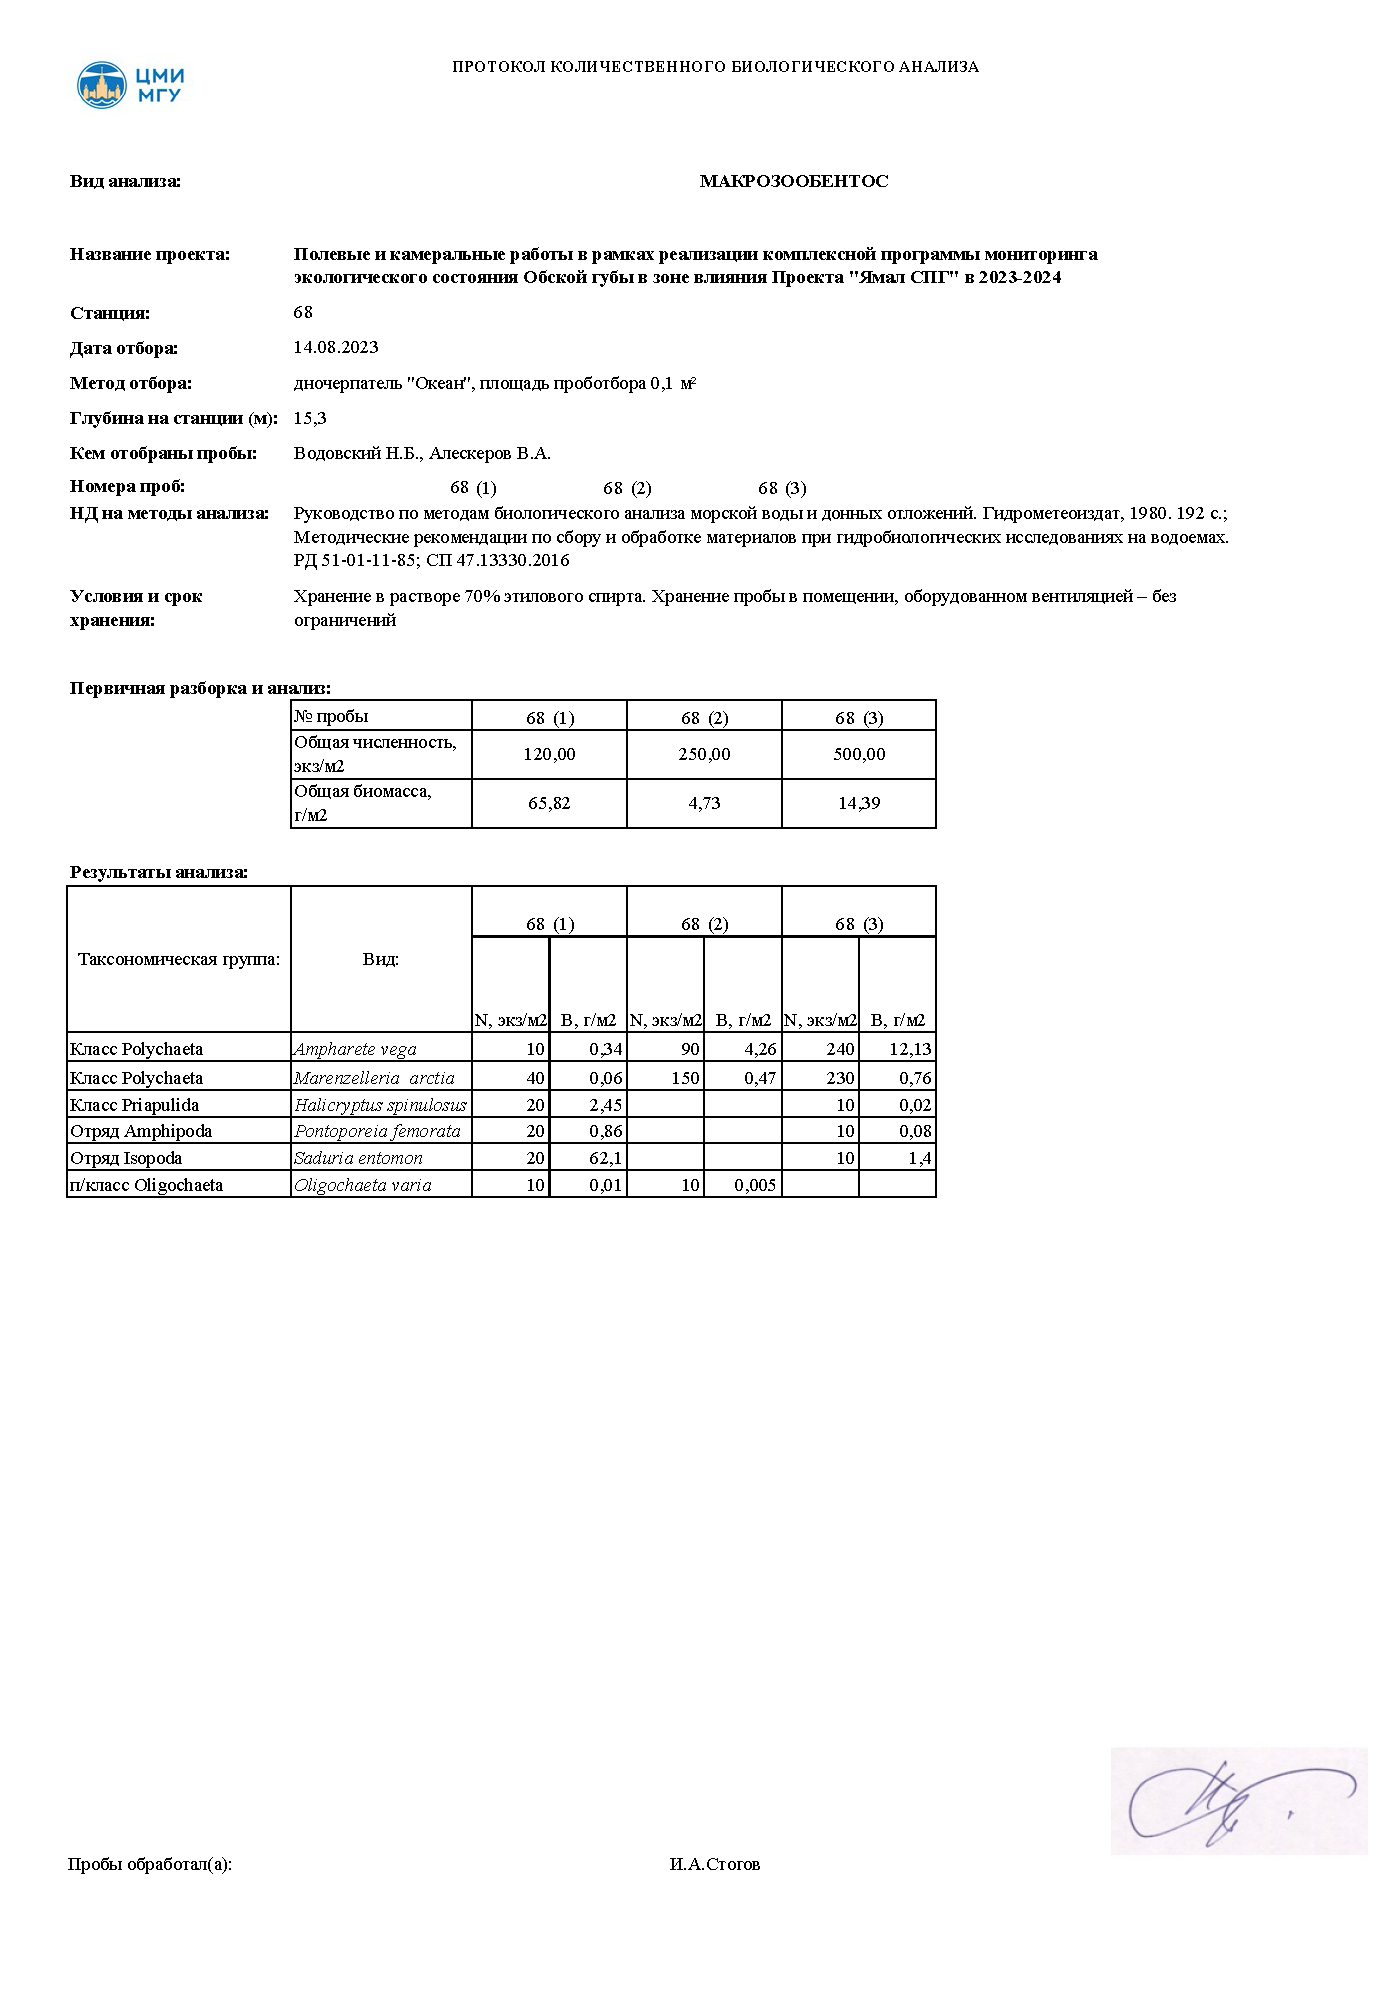 ЦМИ
МГУ
ПРОТОКОЛ КОЛИЧЕСТВЕННОГО БИОЛОГИЧЕСКОГО АНАЛИЗА
Вид анализа: МАКРОЗООБЕНТОС
Название проекта: Полевые и камеральные работы в рамках реализации комплексной программы мониторинга
экологического состояния Обской губы в зоне влияния Проекта "Ямал СПГ" в 2023-2024
Станция: 68
Дата отбора: 14.08.2023
Метод отбора: дночерпатель "Океан", площадь проботбора 0,1 м²
Глубина на станции (м): 15,3
Кем отобраны пробы: Водовский Н.Б., Алескеров В.А.
Номера проб: 68 (1) 68 (2) 68 (3)
НД на методы анализа: Руководство по методам биологического анализа морской воды и донных отложений. Гидрометеоиздат, 1980. 192 с.;
Методические рекомендации по сбору и обработке материалов при гидробиологических исследованиях на водоемах.
РД 51-01-11-85; СП 47.13330.2016
Условия и срок Хранение в растворе 70% этилового спирта. Хранение пробы в помещении, оборудованном вентиляцией – без
хранения: ограничений
Первичная разборка и анализ:
№ пробы 68 (1) 68 (2) 68 (3)
Общая численность,
экз/м2 120,00 250,00 500,00
Общая биомасса,
г/м2 65,82 4,73 14,39
Результаты анализа:
68 (1) 68 (2) 68 (3)
Таксономическая группа: Вид:
N, экз/м2 B, г/м2 N, экз/м2 B, г/м2 N, экз/м2 B, г/м2
Класс Polychaeta Ampharete vega 10 0,34 90 4,26 240 12,13
Класс Polychaeta Marenzelleria arctia 40 0,06 150 0,47 230 0,76
Класс Priapulida Halicryptus spinulosus 20 2,45 10 0,02
Отряд Amphipoda Pontoporeia femorata 20 0,86 10 0,08
Отряд Isopoda Saduria entomon 20 62,1 10 1,4
п/класс Oligochaeta Oligochaeta varia 10 0,01 10 0,005
Пробы обработал(а): И.А.Стогов